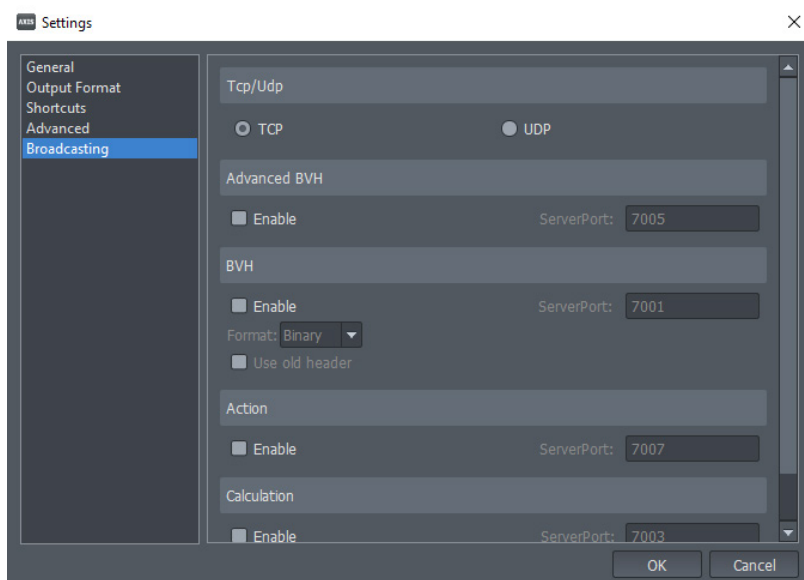 AXIS Settings
General
Output Format
Shortcuts
Advanced
Broadcasting
Tcp/Udp
TCP UDP
Advanced BVH
Enable ServerPort: 7005
BVH
Enable ServerPort: 7001
Format: Binary
Use old header
Action
Enable ServerPort: 7007
Calculation
Enable ServerPort: 7003
OK Cancel